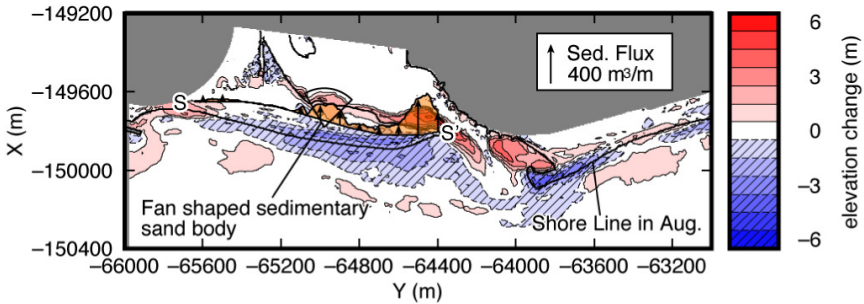 −149200
−149600
−150000
−150400
X (m)
Sed. Flux
400 m³/m
S
S'
Fan shaped sedimentary
sand body
Shore Line in Aug.
−66000 −65600 −65200 −64800 −64400 −64000 −63600 −63200
Y (m)
6
3
0
−3
−6
elevation change (m)